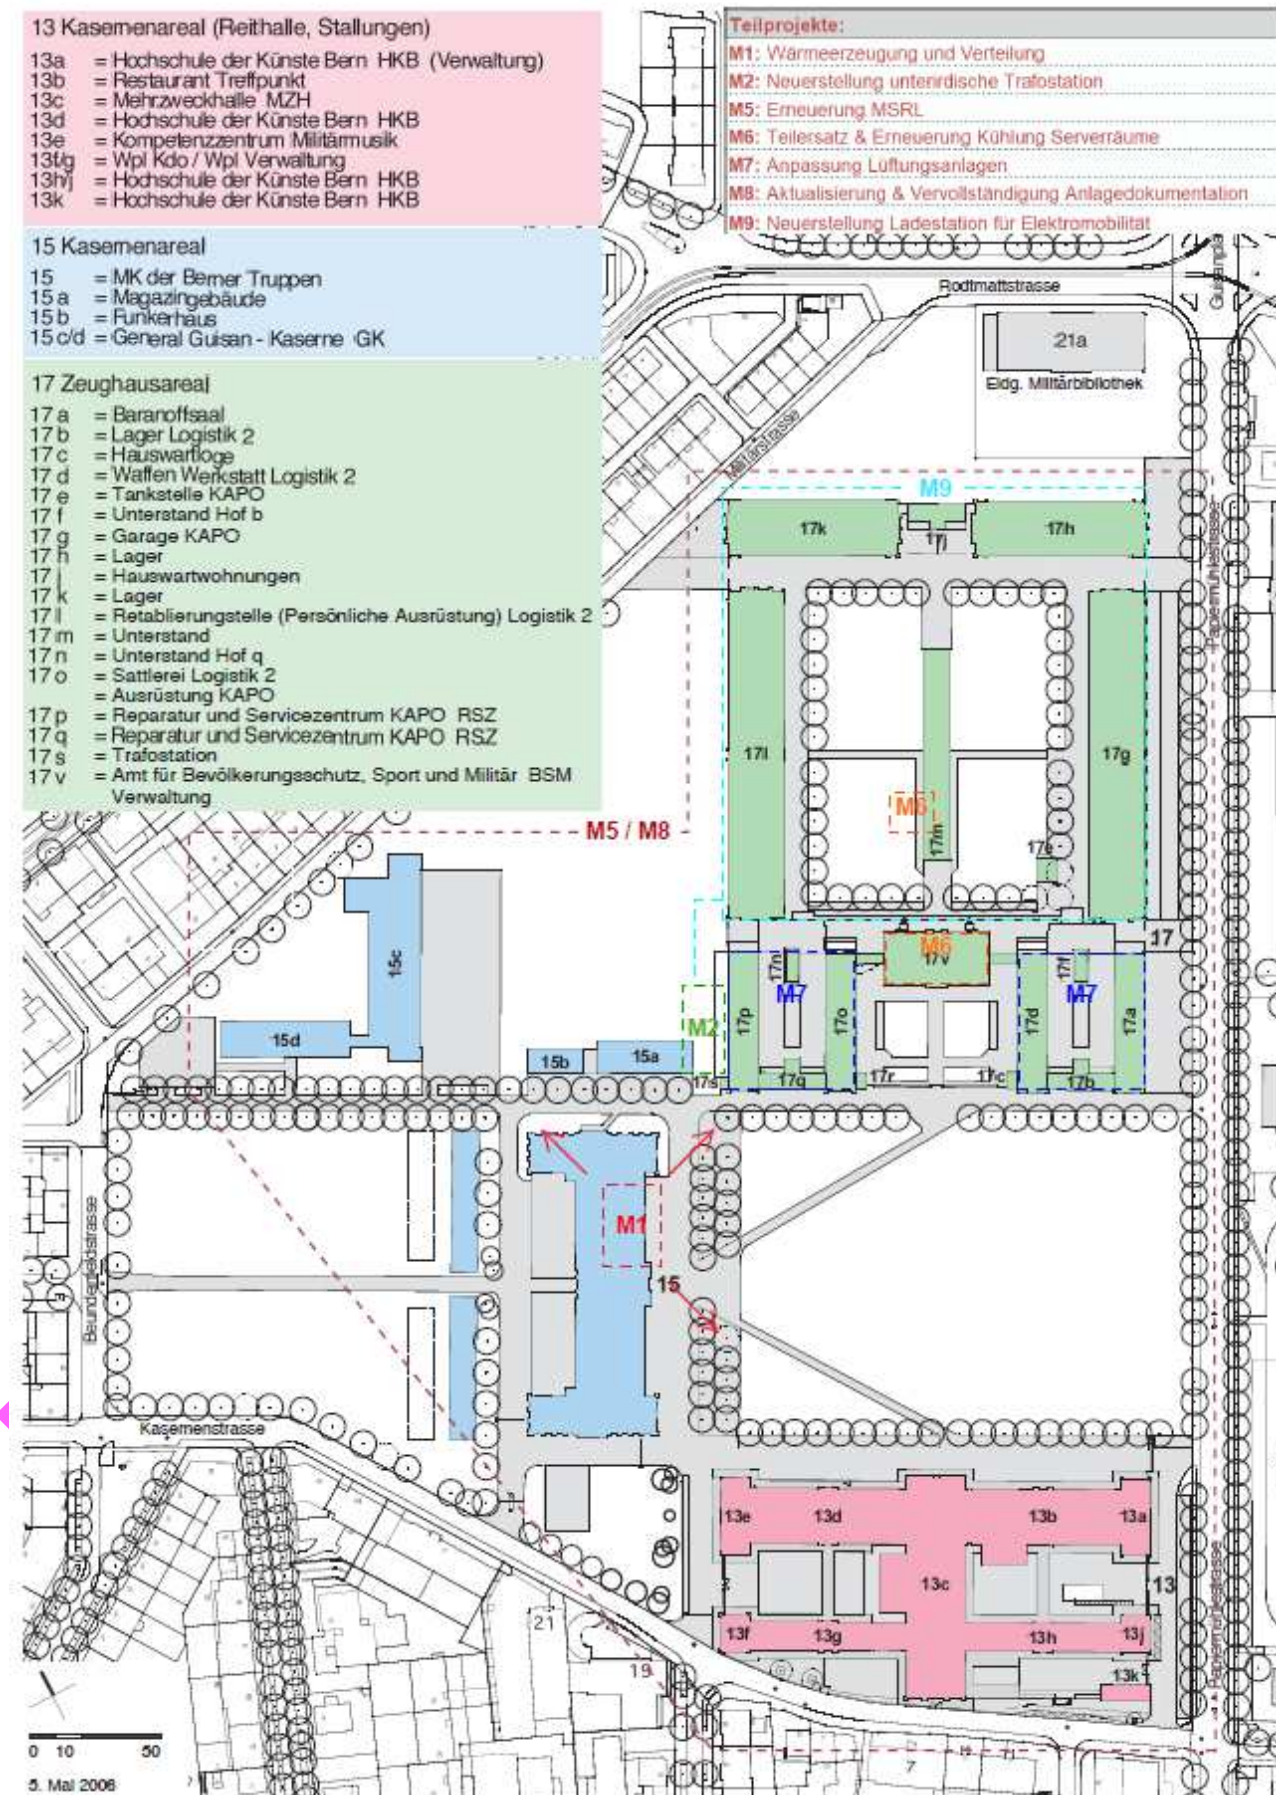 13 Kasernenareal (Reithalle, Stallungen)
13a = Hochschule der Künste Bern HKB (Verwaltung)
13b = Restaurant Treffpunkt
13c = Mehrzweckhalle MZH
13d = Hochschule der Künste Bern HKB
13e = Kompetenzzentrum Militärmusik
13f/g = Wpl Kdo / Wpl Verwaltung
13h/j = Hochschule der Künste Bern HKB
13k = Hochschule der Künste Bern HKB
15 Kasernenareal
15 = MK der Berner Truppen
15 a = Magazingebäude
15 b = Funkerhaus
15 c/d = General Guisan - Kaserne GK
17 Zeughausareal
17 a = Baranoffsaal
17 b = Lager Logistik 2
17 c = Hauswartloge
17 d = Waffen Werkstatt Logistik 2
17 e = Tankstelle KAPO
17 f = Unterstand Hof b
17 g = Garage KAPO
17 h = Lager
17 j = Hauswartwohnungen
17 k = Lager
17 l = Retablierungstelle (Persönliche Ausrüstung) Logistik 2
17 m = Unterstand
17 n = Unterstand Hof q
17 o = Sattlerei Logistik 2
= Ausrüstung KAPO
17 p = Reparatur und Servicezentrum KAPO RSZ
17 q = Reparatur und Servicezentrum KAPO RSZ
17 s = Trafostation
17 v = Amt für Bevölkerungsschutz, Sport und Militär BSM
Verwaltung
Teilprojekte:
M1: Wärmeerzeugung und Verteilung
M2: Neuerstellung unterirdische Trafostation
M5: Erneuerung MSRL
M6: Teilersatz & Erneuerung Kühlung Serverräume
M7: Anpassung Lüftungsanlagen
M8: Aktualisierung & Vervollständigung Anlagedokumentation
M9: Neuerstellung Ladestation für Elektromobilität
Rodtmattstrasse
21a
Eidg. Militärbibliothek
Militärstrasse
Papiermühlestrasse
M9
17k
17j
17h
17l
17g
M6
17m
17e
M5 / M8
17
M6
17v
17n
17f
M7
M7
15c
17p
17o
17d
17a
M2
15d
15b
15a
17s
17q
17r
17c
17b
Beundenfeldstrasse
M1
15
Kasernenstrasse
13e
13d
13b
13a
13c
13
13f
13g
13h
13j
13k
Papiermühlestrasse
21
19
7
0 10 50
5. Mai 2006